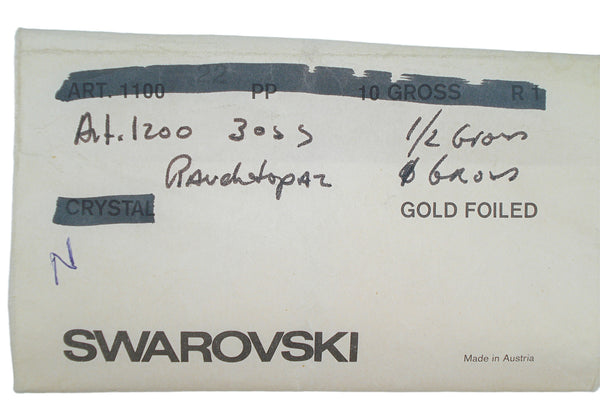 ART. 1100 22 PP 10 GROSS R 1
Art. 1200 30ss 1/2 Gross
Rauchtopaz Gross
CRYSTAL GOLD FOILED
N
SWAROVSKI
Made in Austria